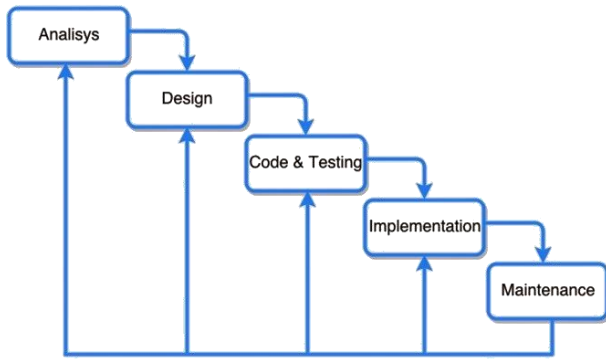 Analisys
Design
Code & Testing
Implementation
Maintenance